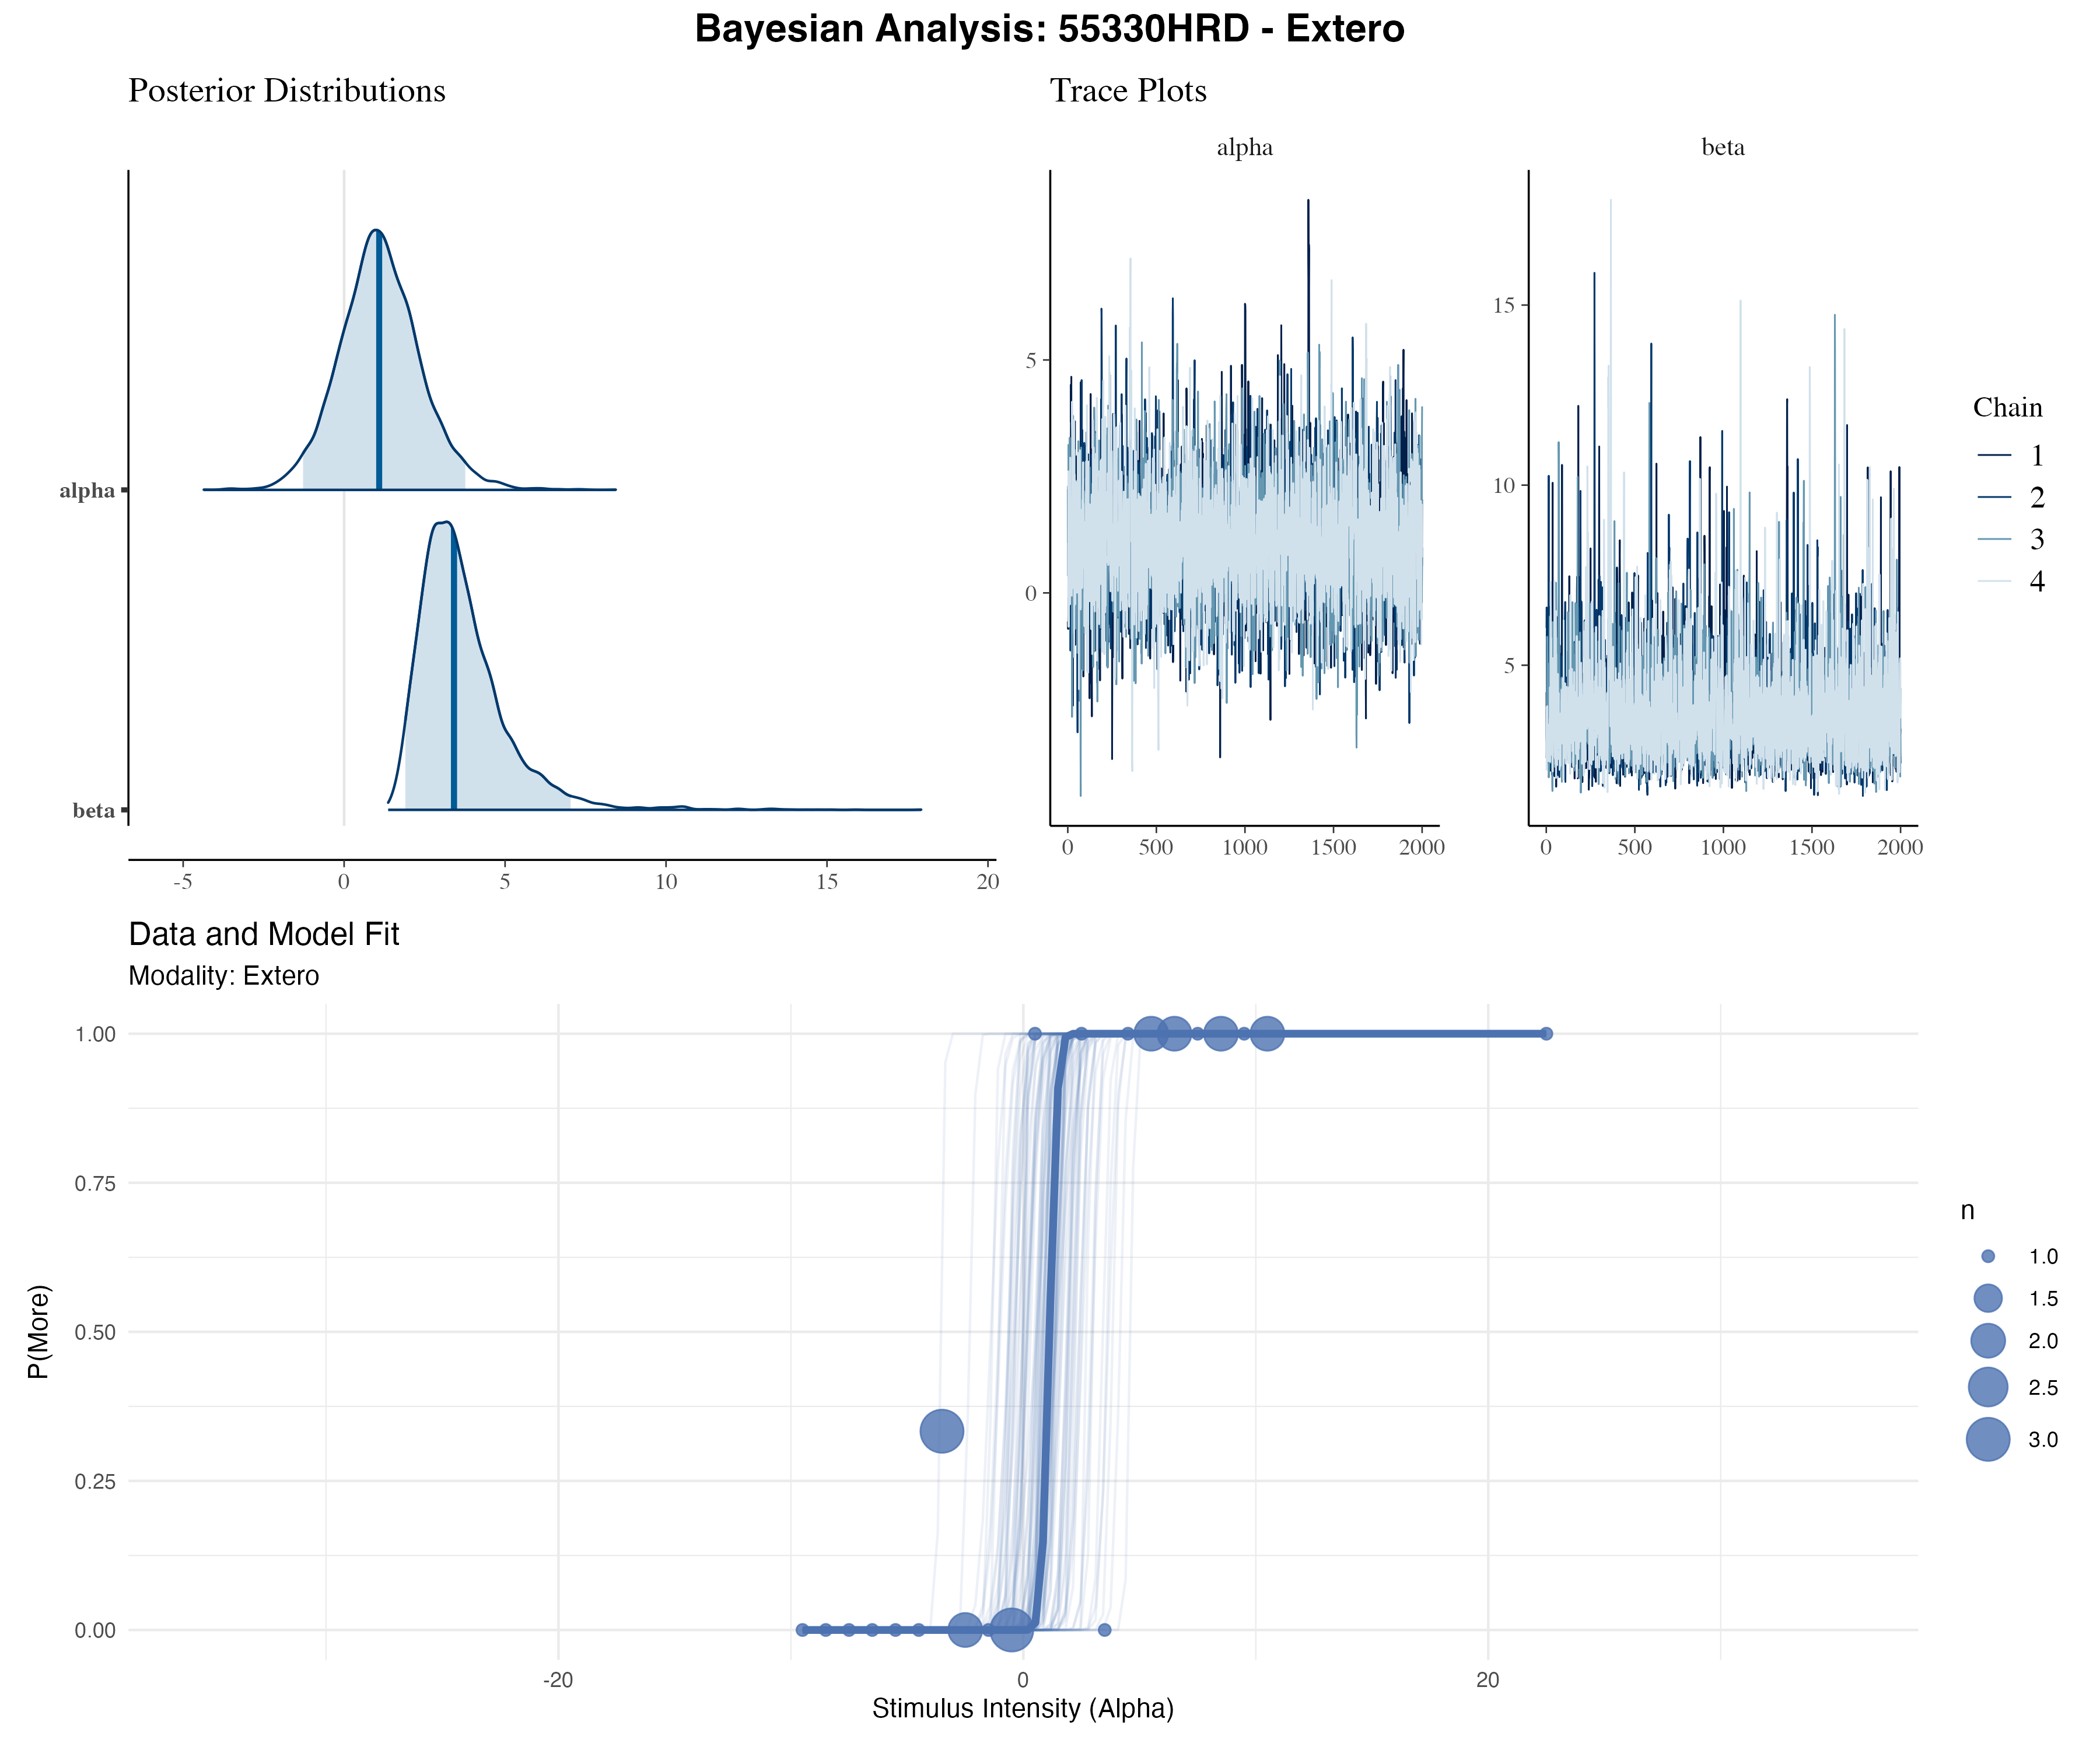 Bayesian Analysis: 55330HRD - Extero
Posterior Distributions
alpha
beta
-5 0 5 10 15 20
Trace Plots
alpha
5
0
0 500 1000 1500 2000
beta
15
10
5
0 500 1000 1500 2000
Chain
1
2
3
4
Data and Model Fit
Modality: Extero
P(More)
1.00
0.75
0.50
0.25
0.00
-20 0 20
Stimulus Intensity (Alpha)
n
1.0
1.5
2.0
2.5
3.0